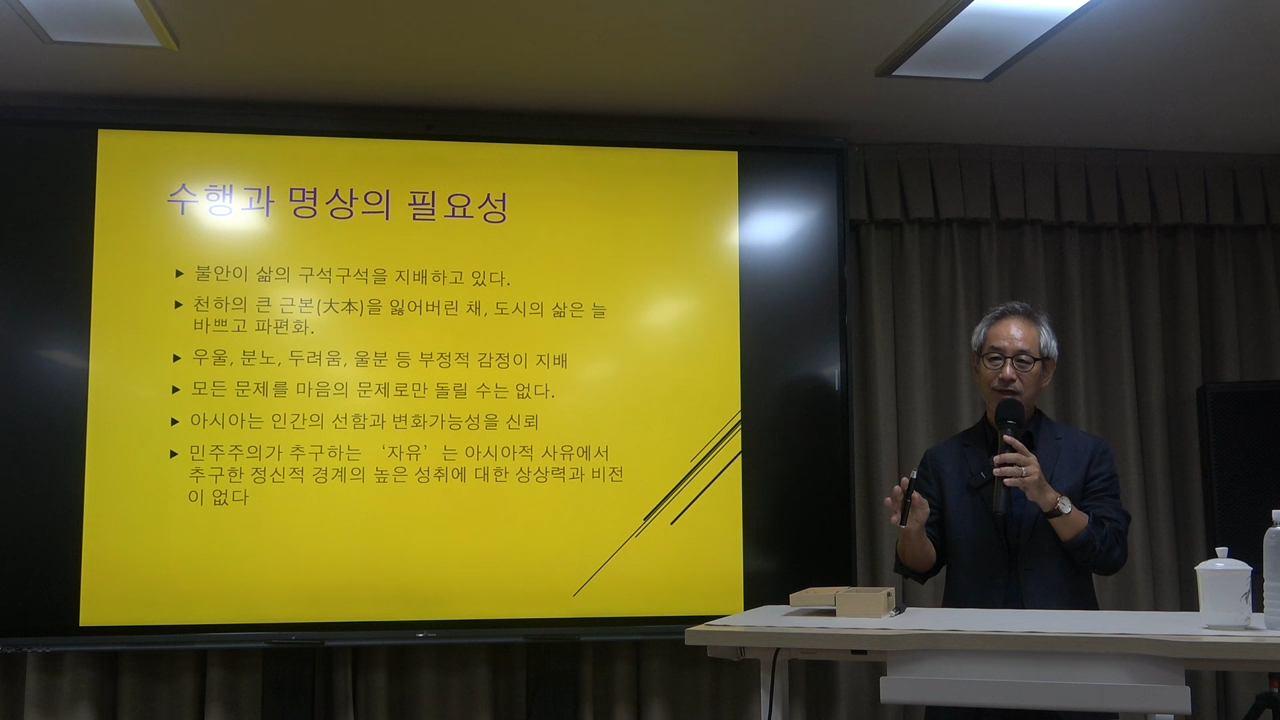 수행과 명상의 필요성
▶ 불안이 삶의 구석구석을 지배하고 있다.
▶ 천하의 큰 근본(大本)을 잃어버린 채, 도시의 삶은 늘
바쁘고 파편화.
▶ 우울, 분노, 두려움, 울분 등 부정적 감정이 지배
▶ 모든 문제를 마음의 문제로만 돌릴 수는 없다.
▶ 아시아는 인간의 선함과 변화가능성을 신뢰
▶ 민주주의가 추구하는 ‘자유’는 아시아적 사유에서
추구한 정신적 경계의 높은 성취에 대한 상상력과 비전
이 없다